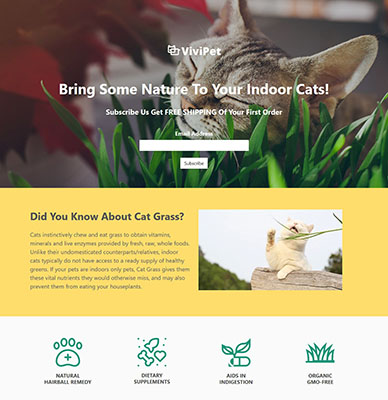 ViviPet
Bring Some Nature To Your Indoor Cats!
Subscribe Us Get FREE SHIPPING Of Your First Order
Email Address
Subscribe
Did You Know About Cat Grass?
Cats instinctively chew and eat grass to obtain vitamins,
minerals and live enzymes provided by fresh, raw, whole foods.
Unlike their undomesticated counterparts/relatives, indoor
cats typically do not have access to a ready supply of healthy
greens. If your pets are indoors only pets, Cat Grass gives them
these vital nutrients they would otherwise miss, and may also
prevent them from eating your houseplants.
NATURAL
HAIRBALL REMEDY
DIETARY
SUPPLEMENTS
AIDS IN
INDIGESTION
ORGANIC
GMO-FREE